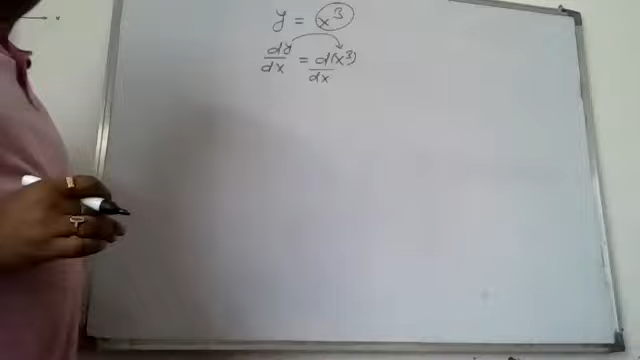 y = x³
dy/dx = d(x³)/dx